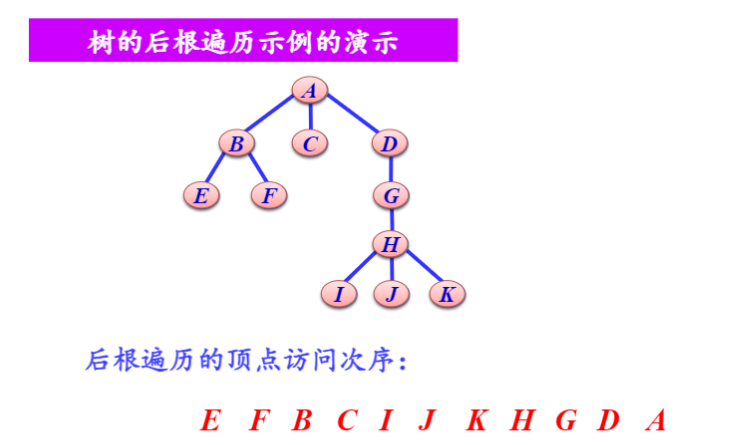 树的后根遍历示例的演示
A
B C D
E F G
H
I J K
后根遍历的顶点访问次序：
E F B C I J K H G D A